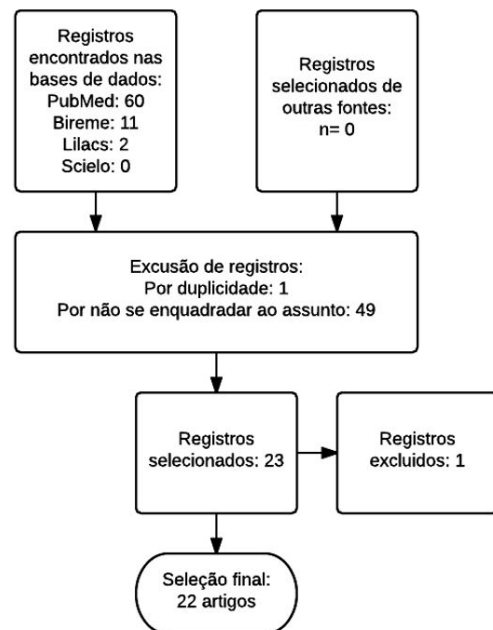 Registros
encontrados nas
bases de dados:
PubMed: 60
Bireme: 11
Lilacs: 2
Scielo: 0
Registros
selecionados de
outras fontes:
n= 0
Excusão de registros:
Por duplicidade: 1
Por não se enquadradar ao assunto: 49
Registros
selecionados: 23
Registros
excluidos: 1
Seleção final:
22 artigos